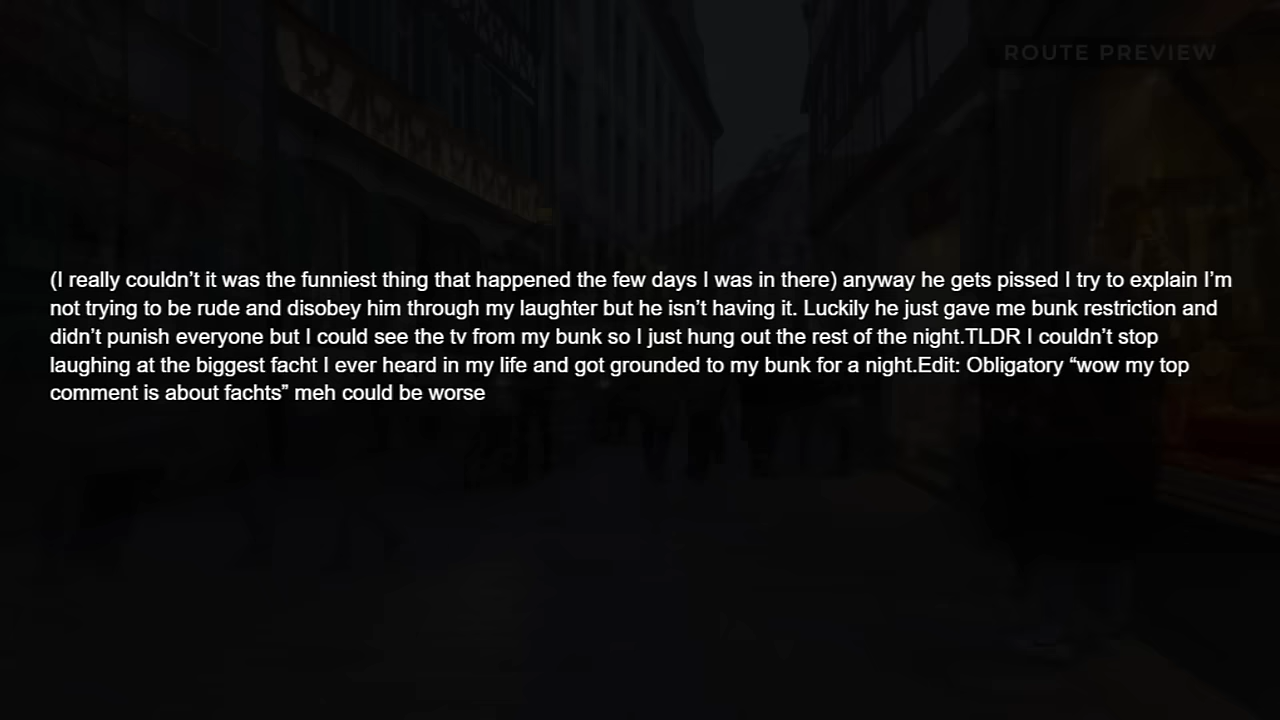 ROUTE PREVIEW
(I really couldn’t it was the funniest thing that happened the few days I was in there) anyway he gets pissed I try to explain I’m
not trying to be rude and disobey him through my laughter but he isn’t having it. Luckily he just gave me bunk restriction and
didn’t punish everyone but I could see the tv from my bunk so I just hung out the rest of the night.TLDR I couldn’t stop
laughing at the biggest facht I ever heard in my life and got grounded to my bunk for a night.Edit: Obligatory “wow my top
comment is about fachts” meh could be worse